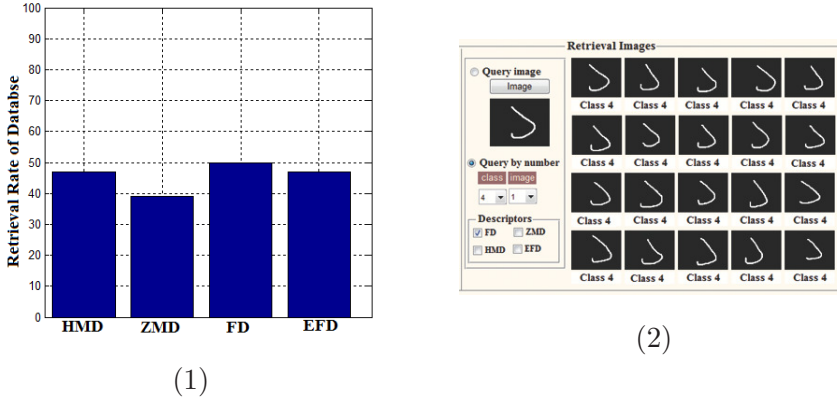 100
90
80
70
60
50
40
30
20
10
0
Retrieval Rate of Databse
HMD ZMD FD EFD
(1)
Retrieval Images
Query image
Image
Query by number
class image
4 1
Descriptors
FD ZMD
HMD EFD
Class 4 Class 4 Class 4 Class 4 Class 4
Class 4 Class 4 Class 4 Class 4 Class 4
Class 4 Class 4 Class 4 Class 4 Class 4
Class 4 Class 4 Class 4 Class 4 Class 4
(2)